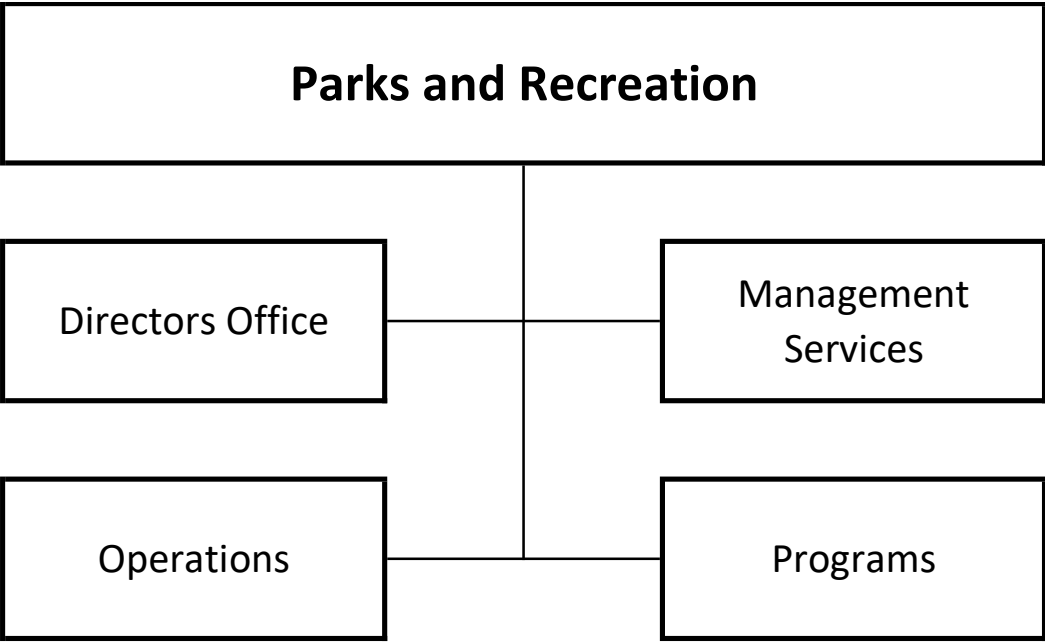 Parks and Recreation
Directors Office
Management
Services
Operations
Programs